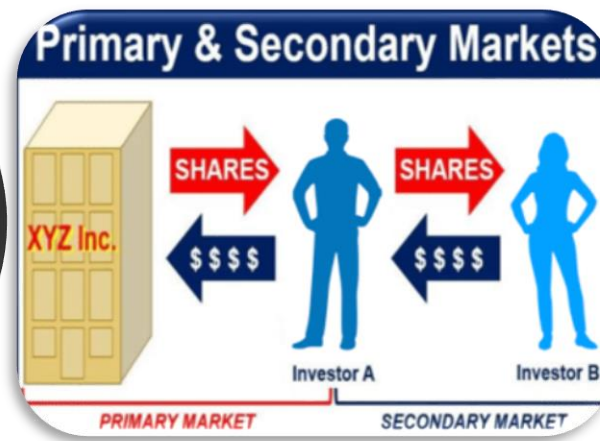 Primary & Secondary Markets
SHARES
SHARES
XYZ Inc.
$$$$
$$$$
Investor A
Investor B
PRIMARY MARKET
SECONDARY MARKET